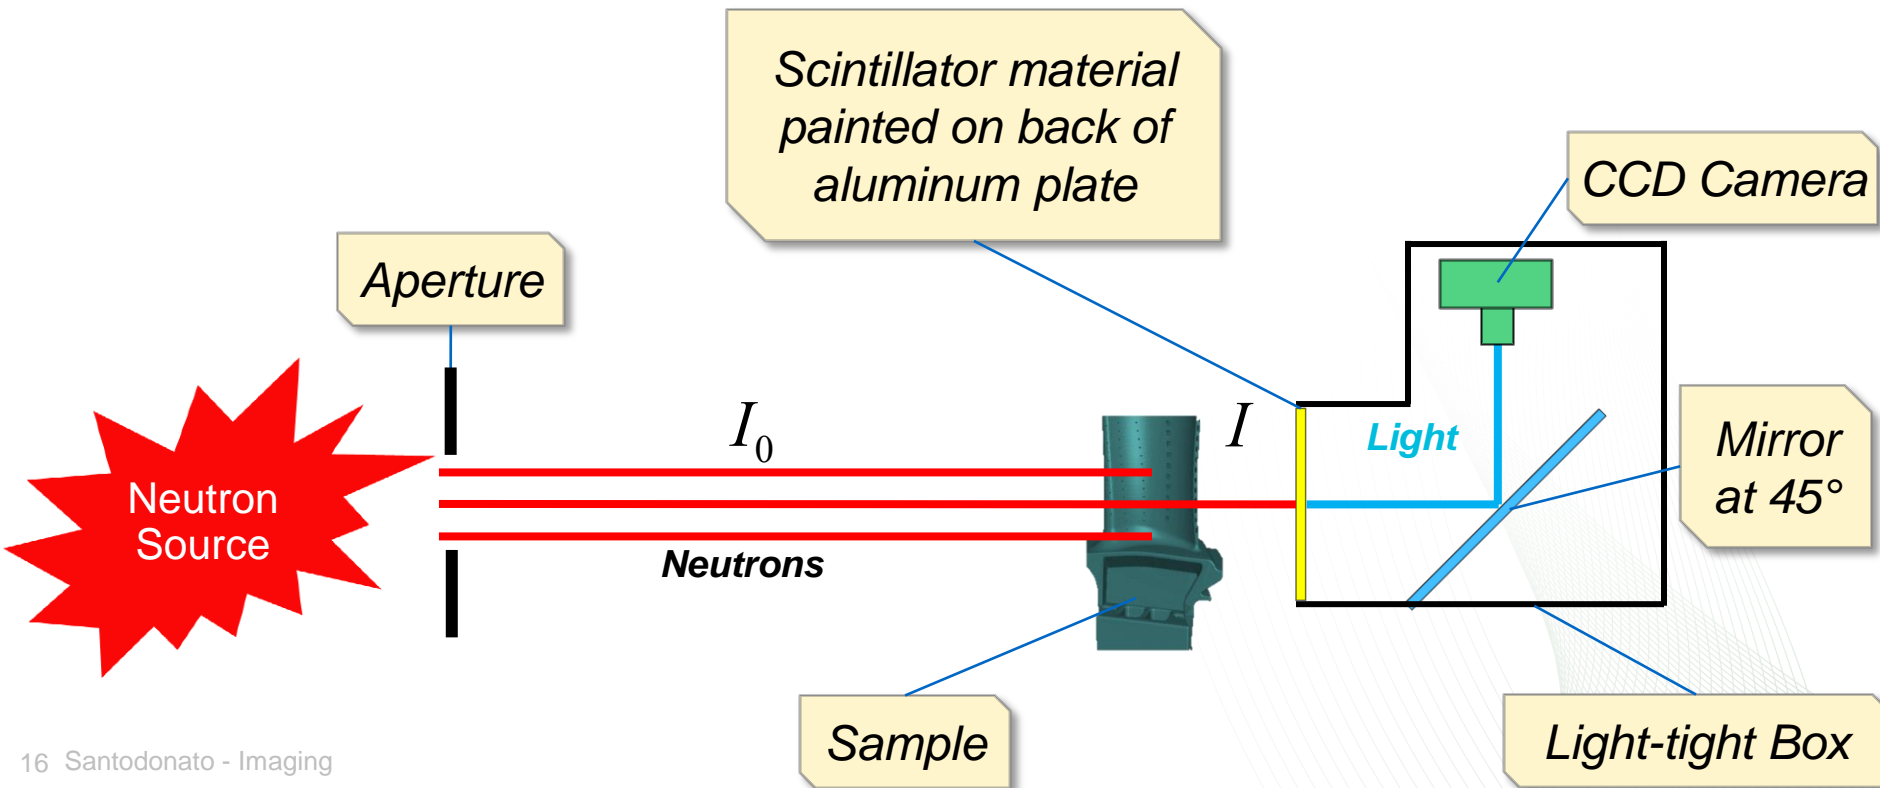 Scintillator material
painted on back of
aluminum plate
CCD Camera
Aperture
I₀
I
Light
Mirror
at 45°
Neutron
Source
Neutrons
Sample
Light-tight Box
16 Santodonato - Imaging